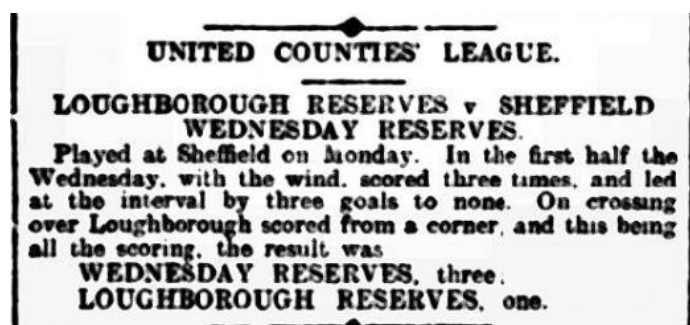 UNITED COUNTIES' LEAGUE.
LOUGHBOROUGH RESERVES v SHEFFIELD
WEDNESDAY RESERVES.
Played at Sheffield on Monday. In the first half the
Wednesday, with the wind, scored three times, and led
at the interval by three goals to none. On crossing
over Loughborough scored from a corner, and this being
all the scoring, the result was
WEDNESDAY RESERVES, three.
LOUGHBOROUGH RESERVES, one.